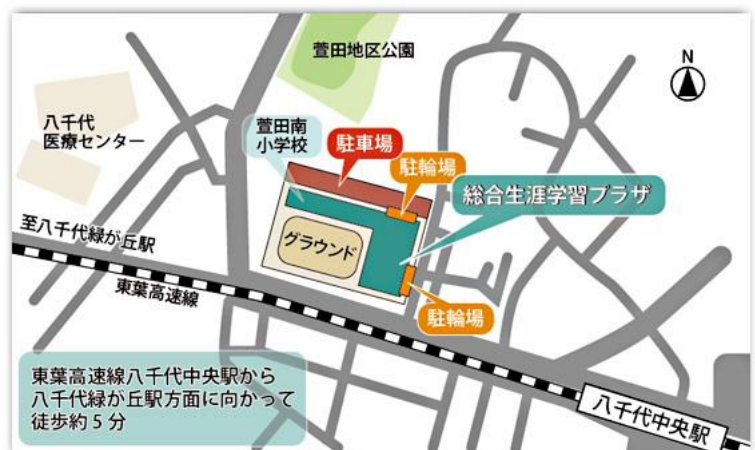 萱田地区公園
N
八千代
医療センター
萱田南
小学校
駐車場
駐輪場
総合生涯学習プラザ
グラウンド
至八千代緑が丘駅
東葉高速線
駐輪場
東葉高速線八千代中央駅から
八千代緑が丘駅方面に向かって
徒歩約5分
八千代中央駅